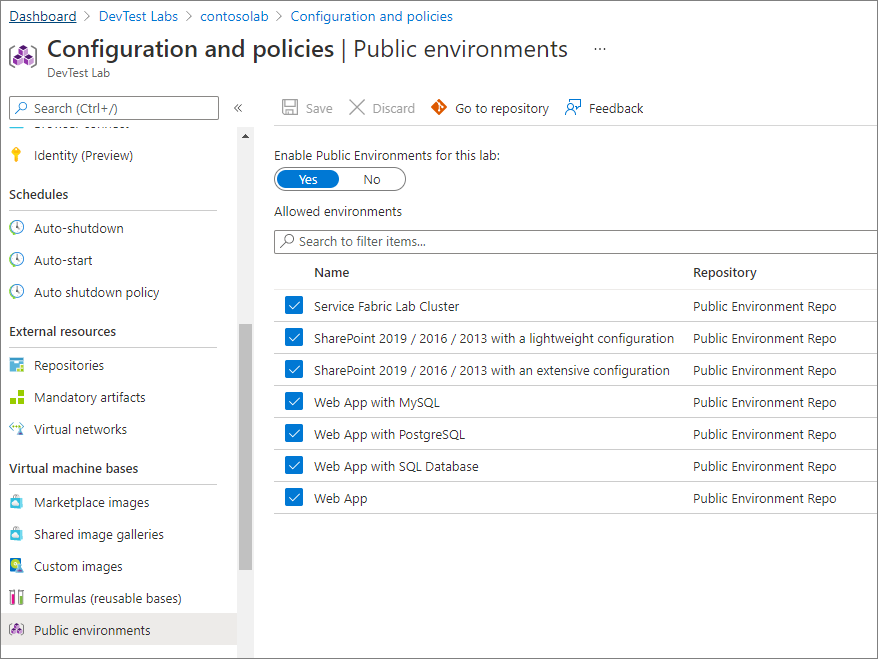 Dashboard > DevTest Labs > contosolab > Configuration and policies
Configuration and policies | Public environments ...
DevTest Lab
Search (Ctrl+/)
«
Save
Discard
Go to repository
Feedback
Identity (Preview)
Schedules
Auto-shutdown
Auto-start
Auto shutdown policy
External resources
Repositories
Mandatory artifacts
Virtual networks
Virtual machine bases
Marketplace images
Shared image galleries
Custom images
Formulas (reusable bases)
Public environments
Enable Public Environments for this lab:
Yes No
Allowed environments
Search to filter items...
Name Repository
Service Fabric Lab Cluster Public Environment Repo
SharePoint 2019 / 2016 / 2013 with a lightweight configuration Public Environment Repo
SharePoint 2019 / 2016 / 2013 with an extensive configuration Public Environment Repo
Web App with MySQL Public Environment Repo
Web App with PostgreSQL Public Environment Repo
Web App with SQL Database Public Environment Repo
Web App Public Environment Repo